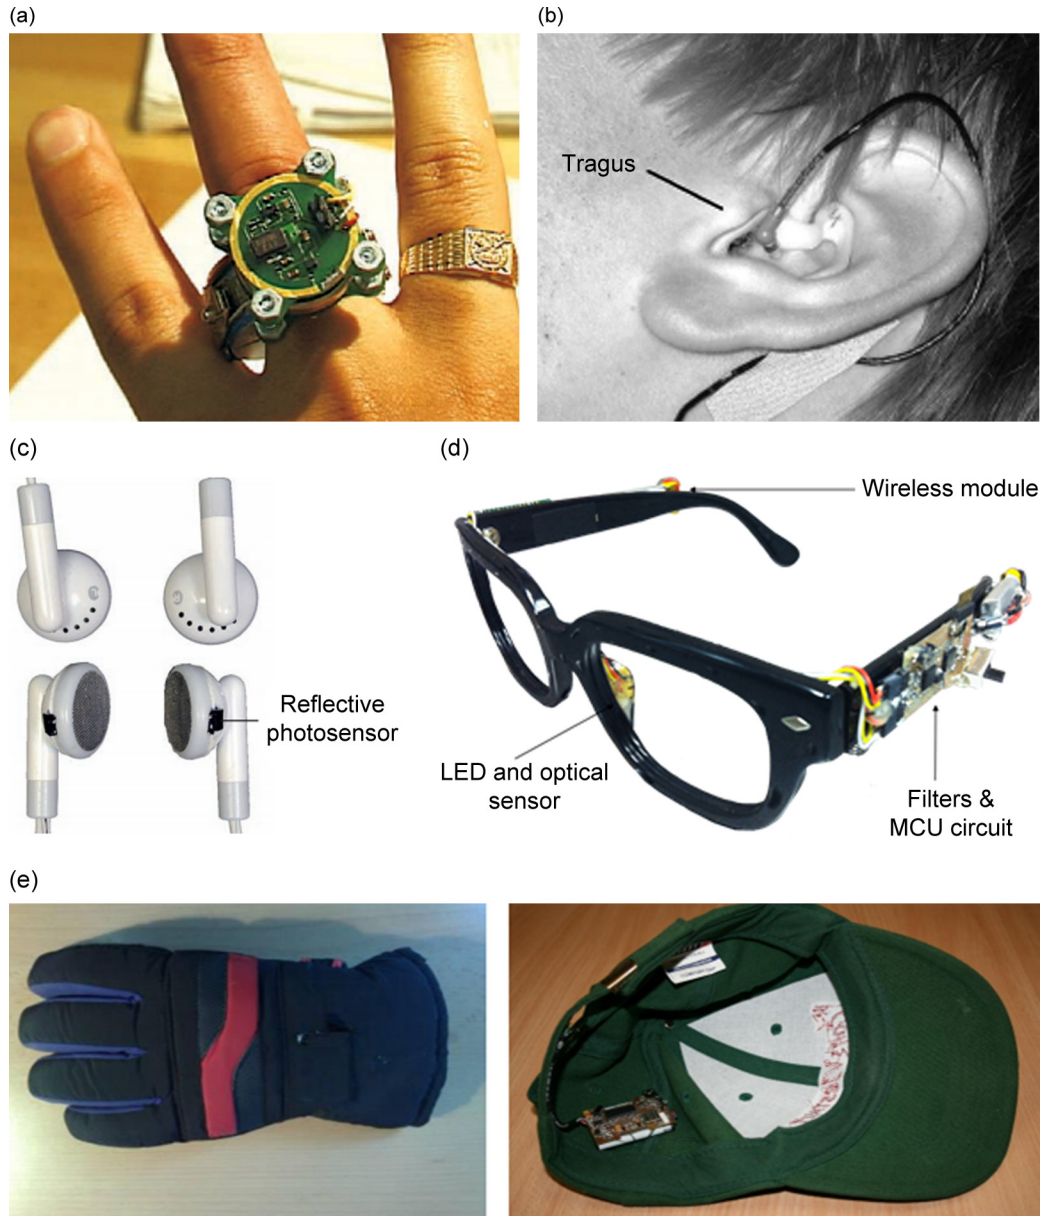 (a)
(b)
Tragus
(c)
(d)
Wireless module
Reflective
photosensor
LED and optical
sensor
Filters &
MCU circuit
(e)